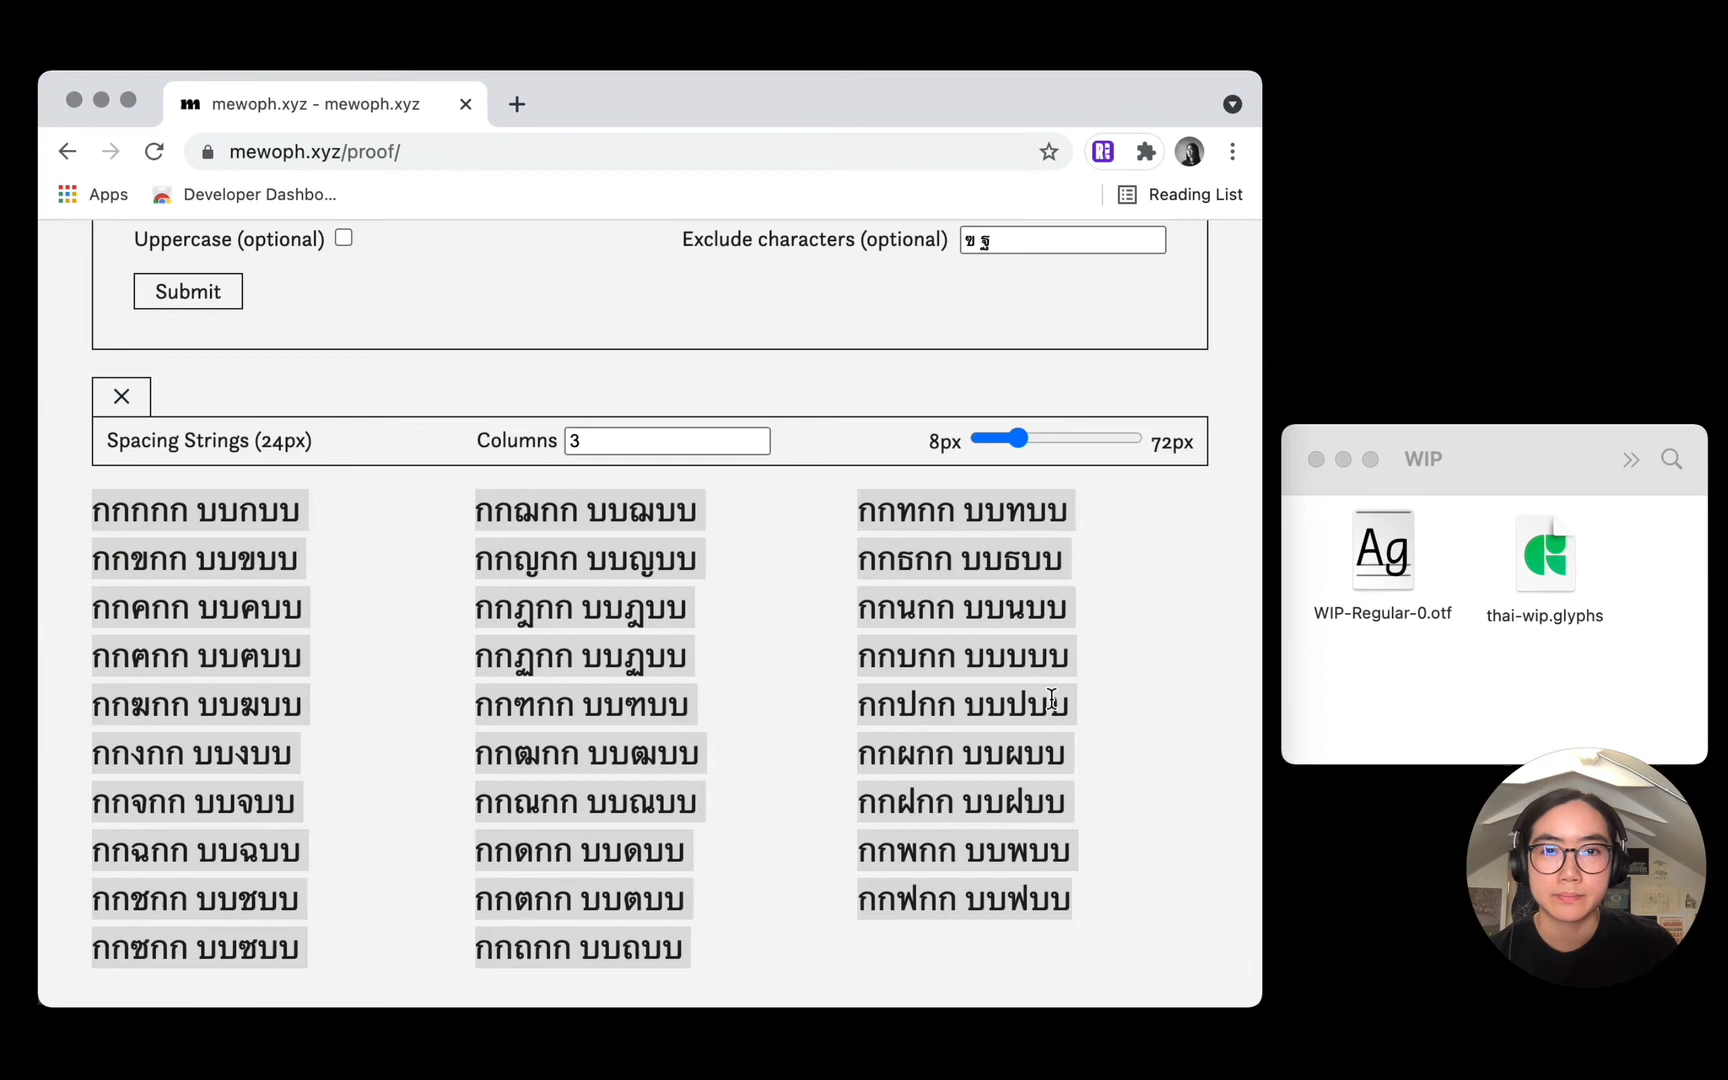 mewoph.xyz - mewoph.xyz
mewoph.xyz/proof/
Apps
Developer Dashbo...
Reading List
Uppercase (optional)
Exclude characters (optional)
ฃ ฐ
Submit
Spacing Strings (24px)
Columns
3
8px
72px
กกกกก บบกบบ
กกขกก บบขบบ
กกคกก บบคบบ
กกฅกก บบฅบบ
กกฆกก บบฆบบ
กกงกก บบงบบ
กกจกก บบจบบ
กกฉกก บบฉบบ
กกชกก บบชบบ
กกซกก บบซบบ
กกฌกก บบฌบบ
กกญกก บบญบบ
กกฎกก บบฎบบ
กกฏกก บบฏบบ
กกฑกก บบฑบบ
กกฒกก บบฒบบ
กกณกก บบณบบ
กกดกก บบดบบ
กกตกก บบตบบ
กกถกก บบถบบ
กกทกก บบทบบ
กกธกก บบธบบ
กกนกก บบนบบ
กกบกก บบบบบ
กกปกก บบปบบ
กกผกก บบผบบ
กกฝกก บบฝบบ
กกพกก บบพบบ
กกฟกก บบฟบบ
WIP
Ag
WIP-Regular-0.otf
thai-wip.glyphs